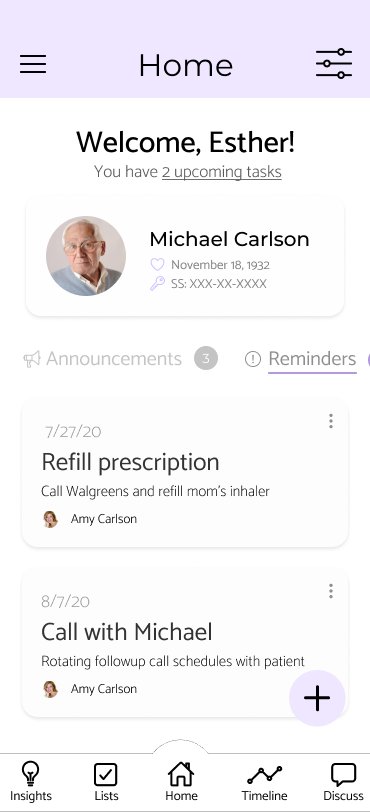 Home
Welcome, Esther!
You have 2 upcoming tasks
Michael Carlson
November 18, 1932
SS: XXX-XX-XXXX
Announcements 3 Reminders
7/27/20
Refill prescription
Call Walgreens and refill mom's inhaler
Amy Carlson
8/7/20
Call with Michael
Rotating followup call schedules with patient
Amy Carlson
Insights Lists Home Timeline Discuss